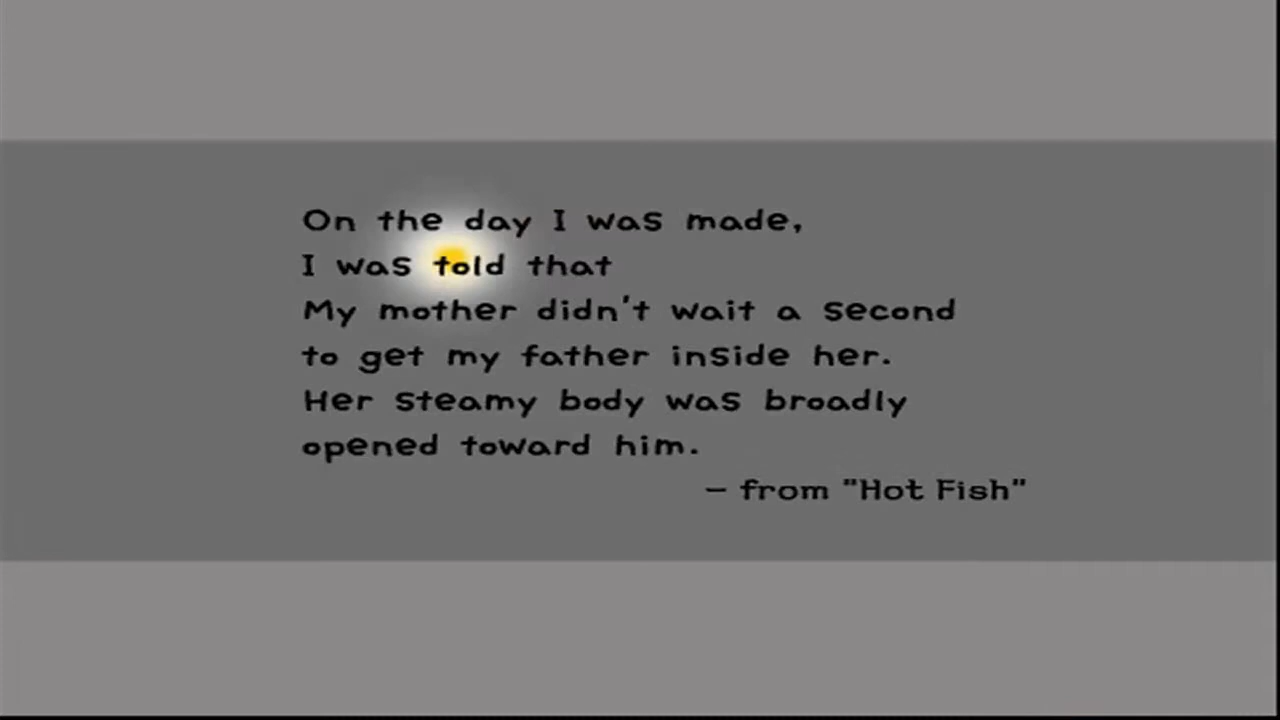 On the day I was made,
I was told that
My mother didn't wait a second
to get my father inside her.
Her steamy body was broadly
opened toward him.
- from "Hot Fish"